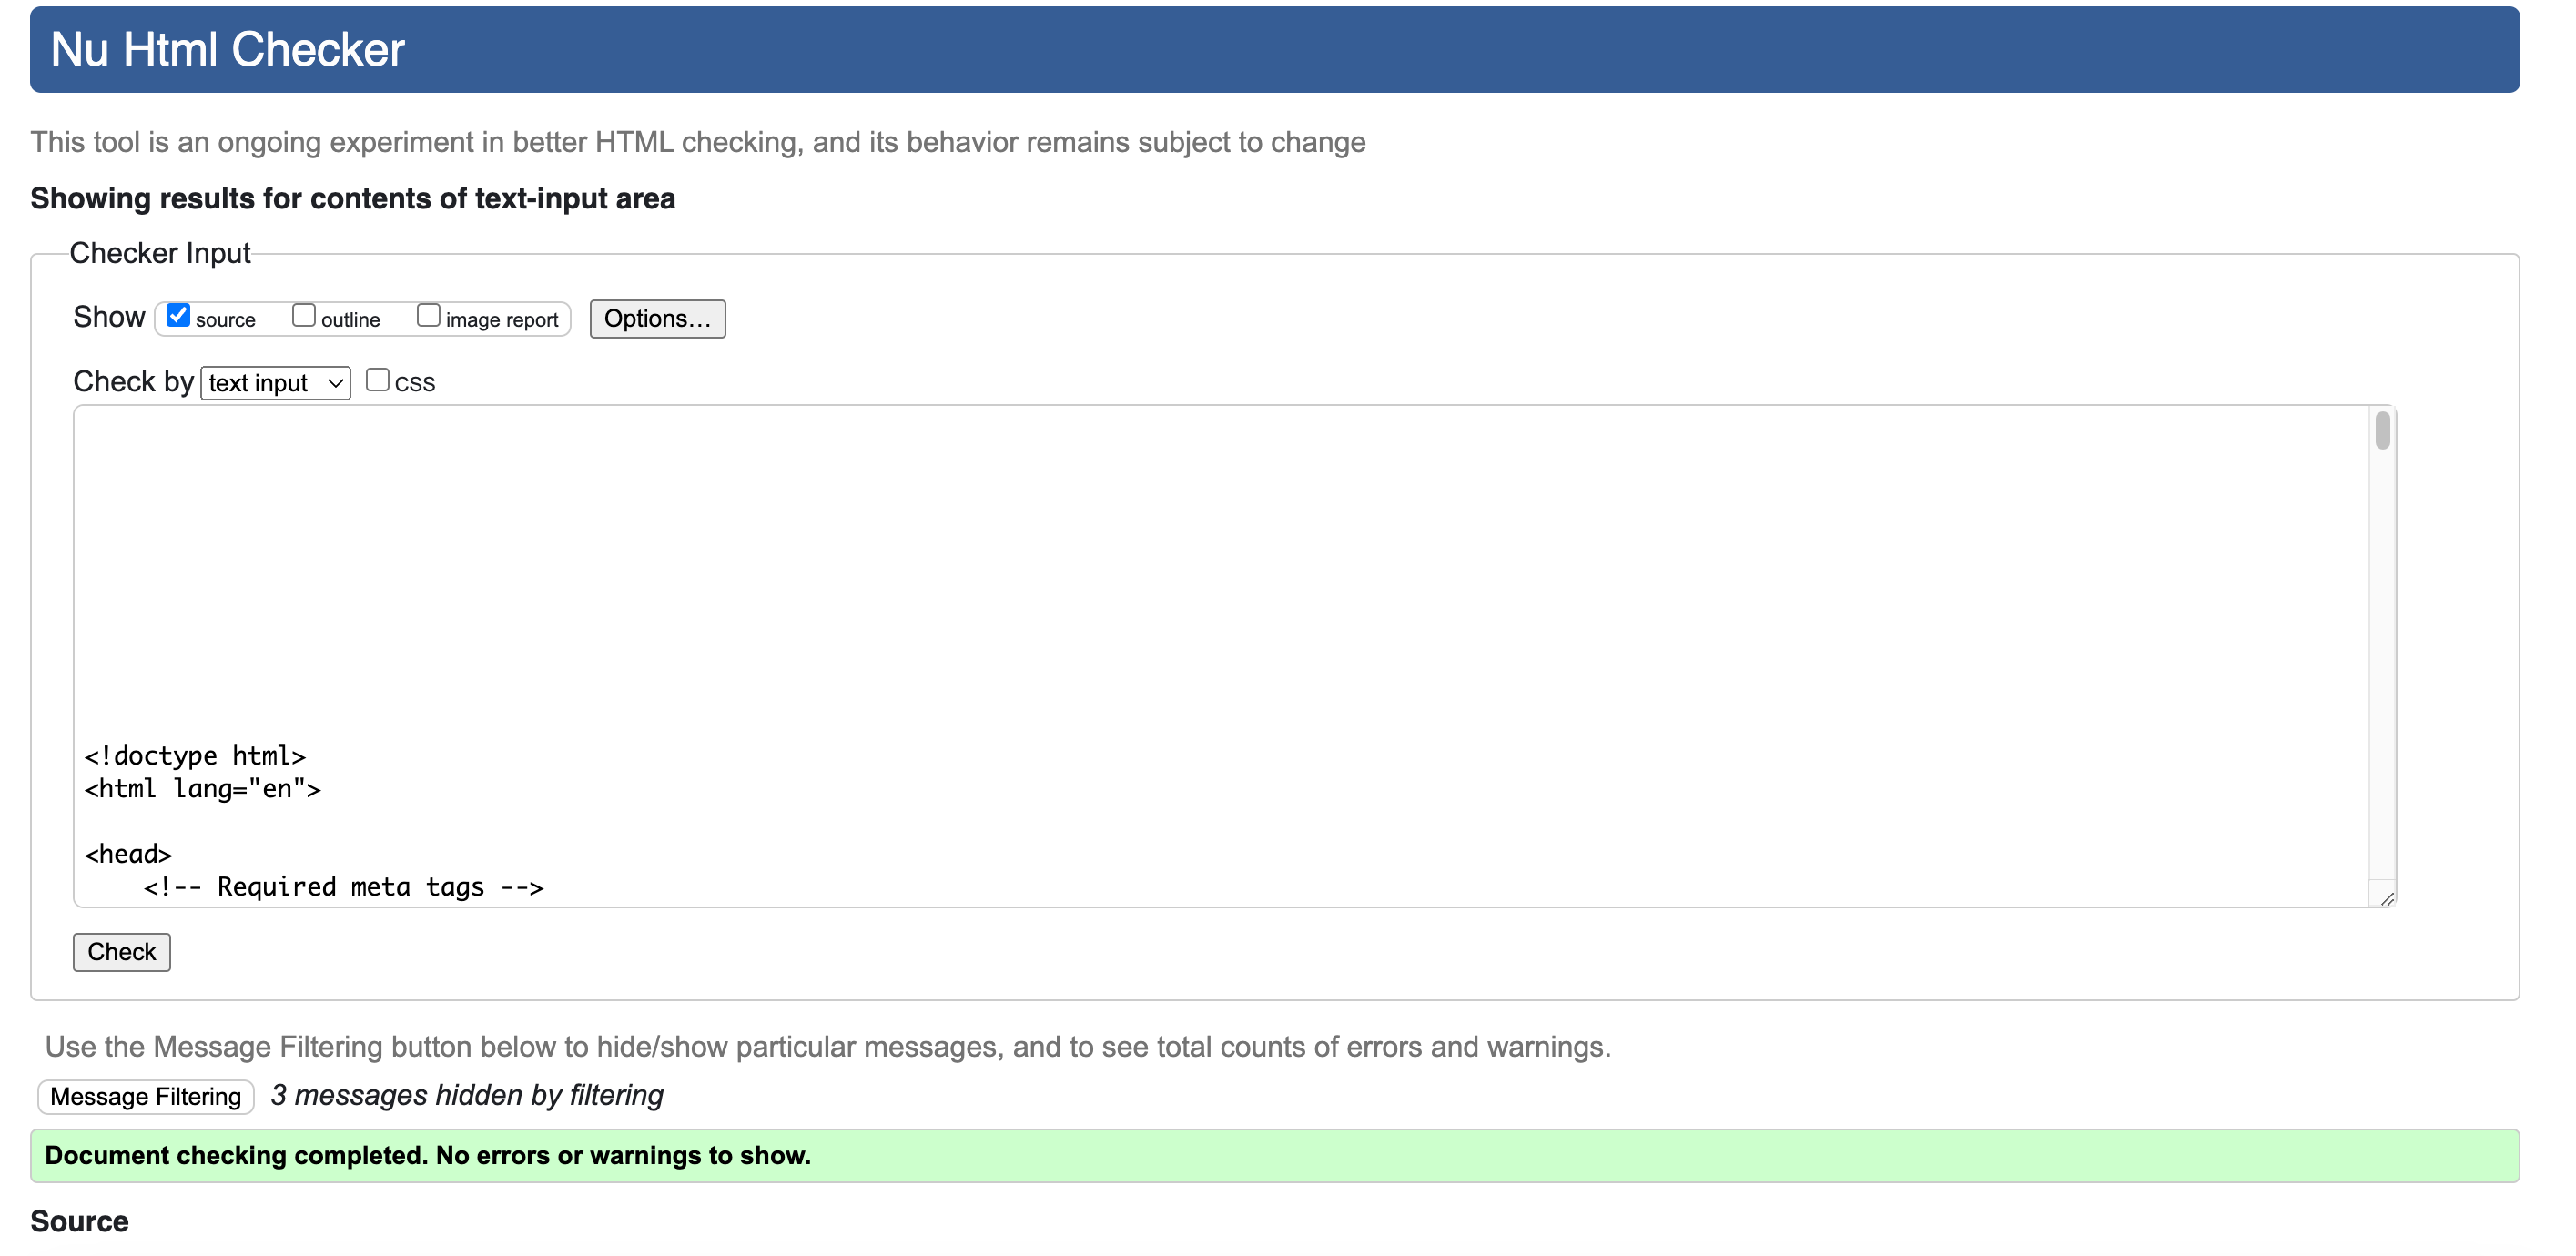 Nu Html Checker
This tool is an ongoing experiment in better HTML checking, and its behavior remains subject to change
Showing results for contents of text-input area
Checker Input
Show source outline image report Options...
Check by text input CSS
<!doctype html>
<html lang="en">
<head>
<!-- Required meta tags -->
Check
Use the Message Filtering button below to hide/show particular messages, and to see total counts of errors and warnings.
Message Filtering 3 messages hidden by filtering
Document checking completed. No errors or warnings to show.
Source